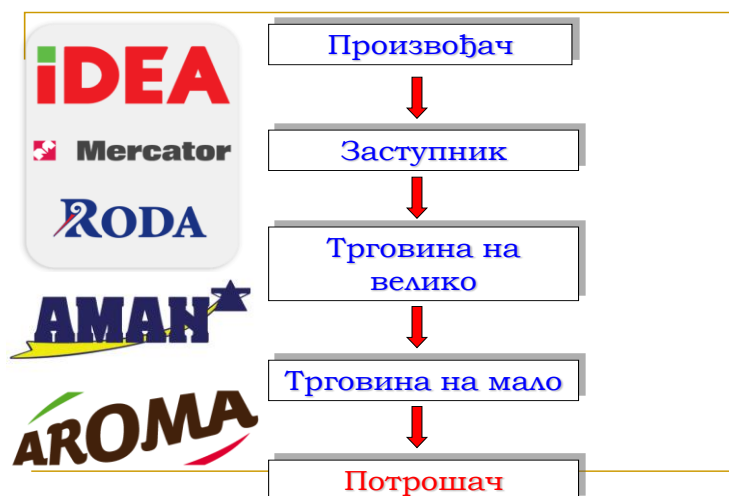 iDEA
Mercator
RODA
AMAN
AROMA
Произвођач
Заступник
Трговина на
велико
Трговина на мало
Потрошач